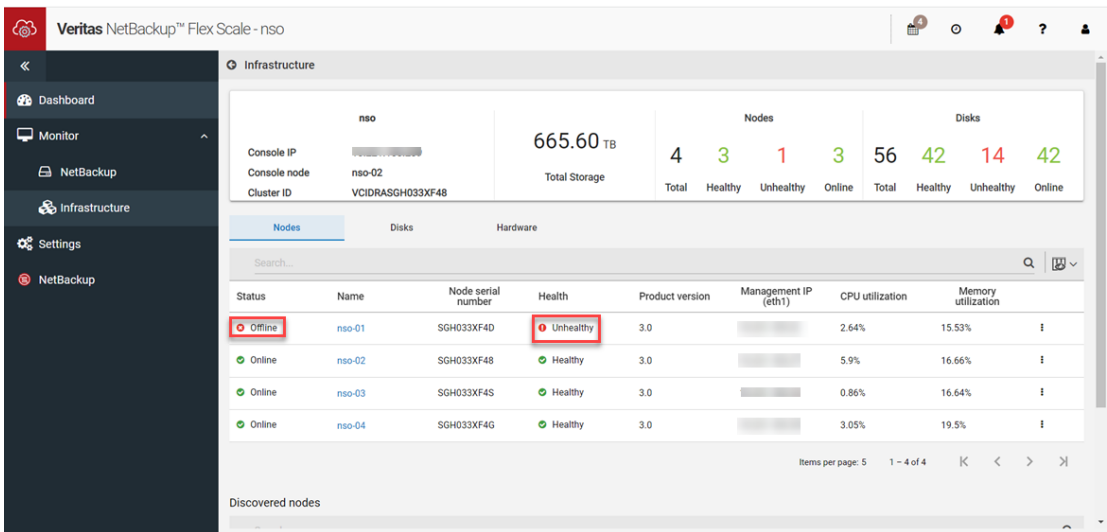 Veritas NetBackup™ Flex Scale - nso
4
1
?
«
Infrastructure
Dashboard
Monitor
NetBackup
Infrastructure
Settings
NetBackup
nso
Console IP
Console node nso-02
Cluster ID VCIDRASGH033XF48
665.60 TB
Total Storage
Nodes
4 3 1 3
Total Healthy Unhealthy Online
Disks
56 42 14 42
Total Healthy Unhealthy Online
Nodes Disks Hardware
Search...
Status Name Node serial number Health Product version Management IP (eth1) CPU utilization Memory utilization
Offline nso-01 SGH033XF4D Unhealthy 3.0 2.64% 15.53%
Online nso-02 SGH033XF48 Healthy 3.0 5.9% 16.66%
Online nso-03 SGH033XF4S Healthy 3.0 0.86% 16.64%
Online nso-04 SGH033XF4G Healthy 3.0 3.05% 19.5%
Items per page: 5 1 – 4 of 4
Discovered nodes